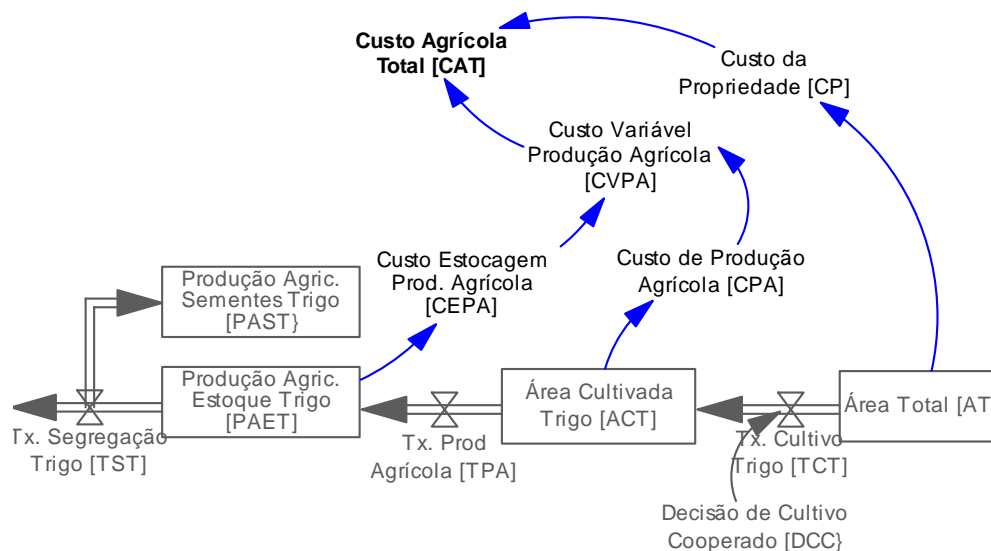 Custo Agrícola
Total [CAT]
Custo da
Propriedade [CP]
Custo Variável
Produção Agrícola
[CVPA]
Custo Estocagem
Prod. Agrícola
[CEPA]
Custo de Produção
Agrícola [CPA]
Produção Agric.
Sementes Trigo
[PAST}
Produção Agric.
Estoque Trigo
[PAET]
Área Cultivada
Trigo [ACT]
Área Total [AT
Tx. Segregação
Trigo [TST]
Tx. Prod
Agrícola [TPA]
Tx. Cultivo
Trigo [TCT]
Decisão de Cultivo
Cooperado [DCC}